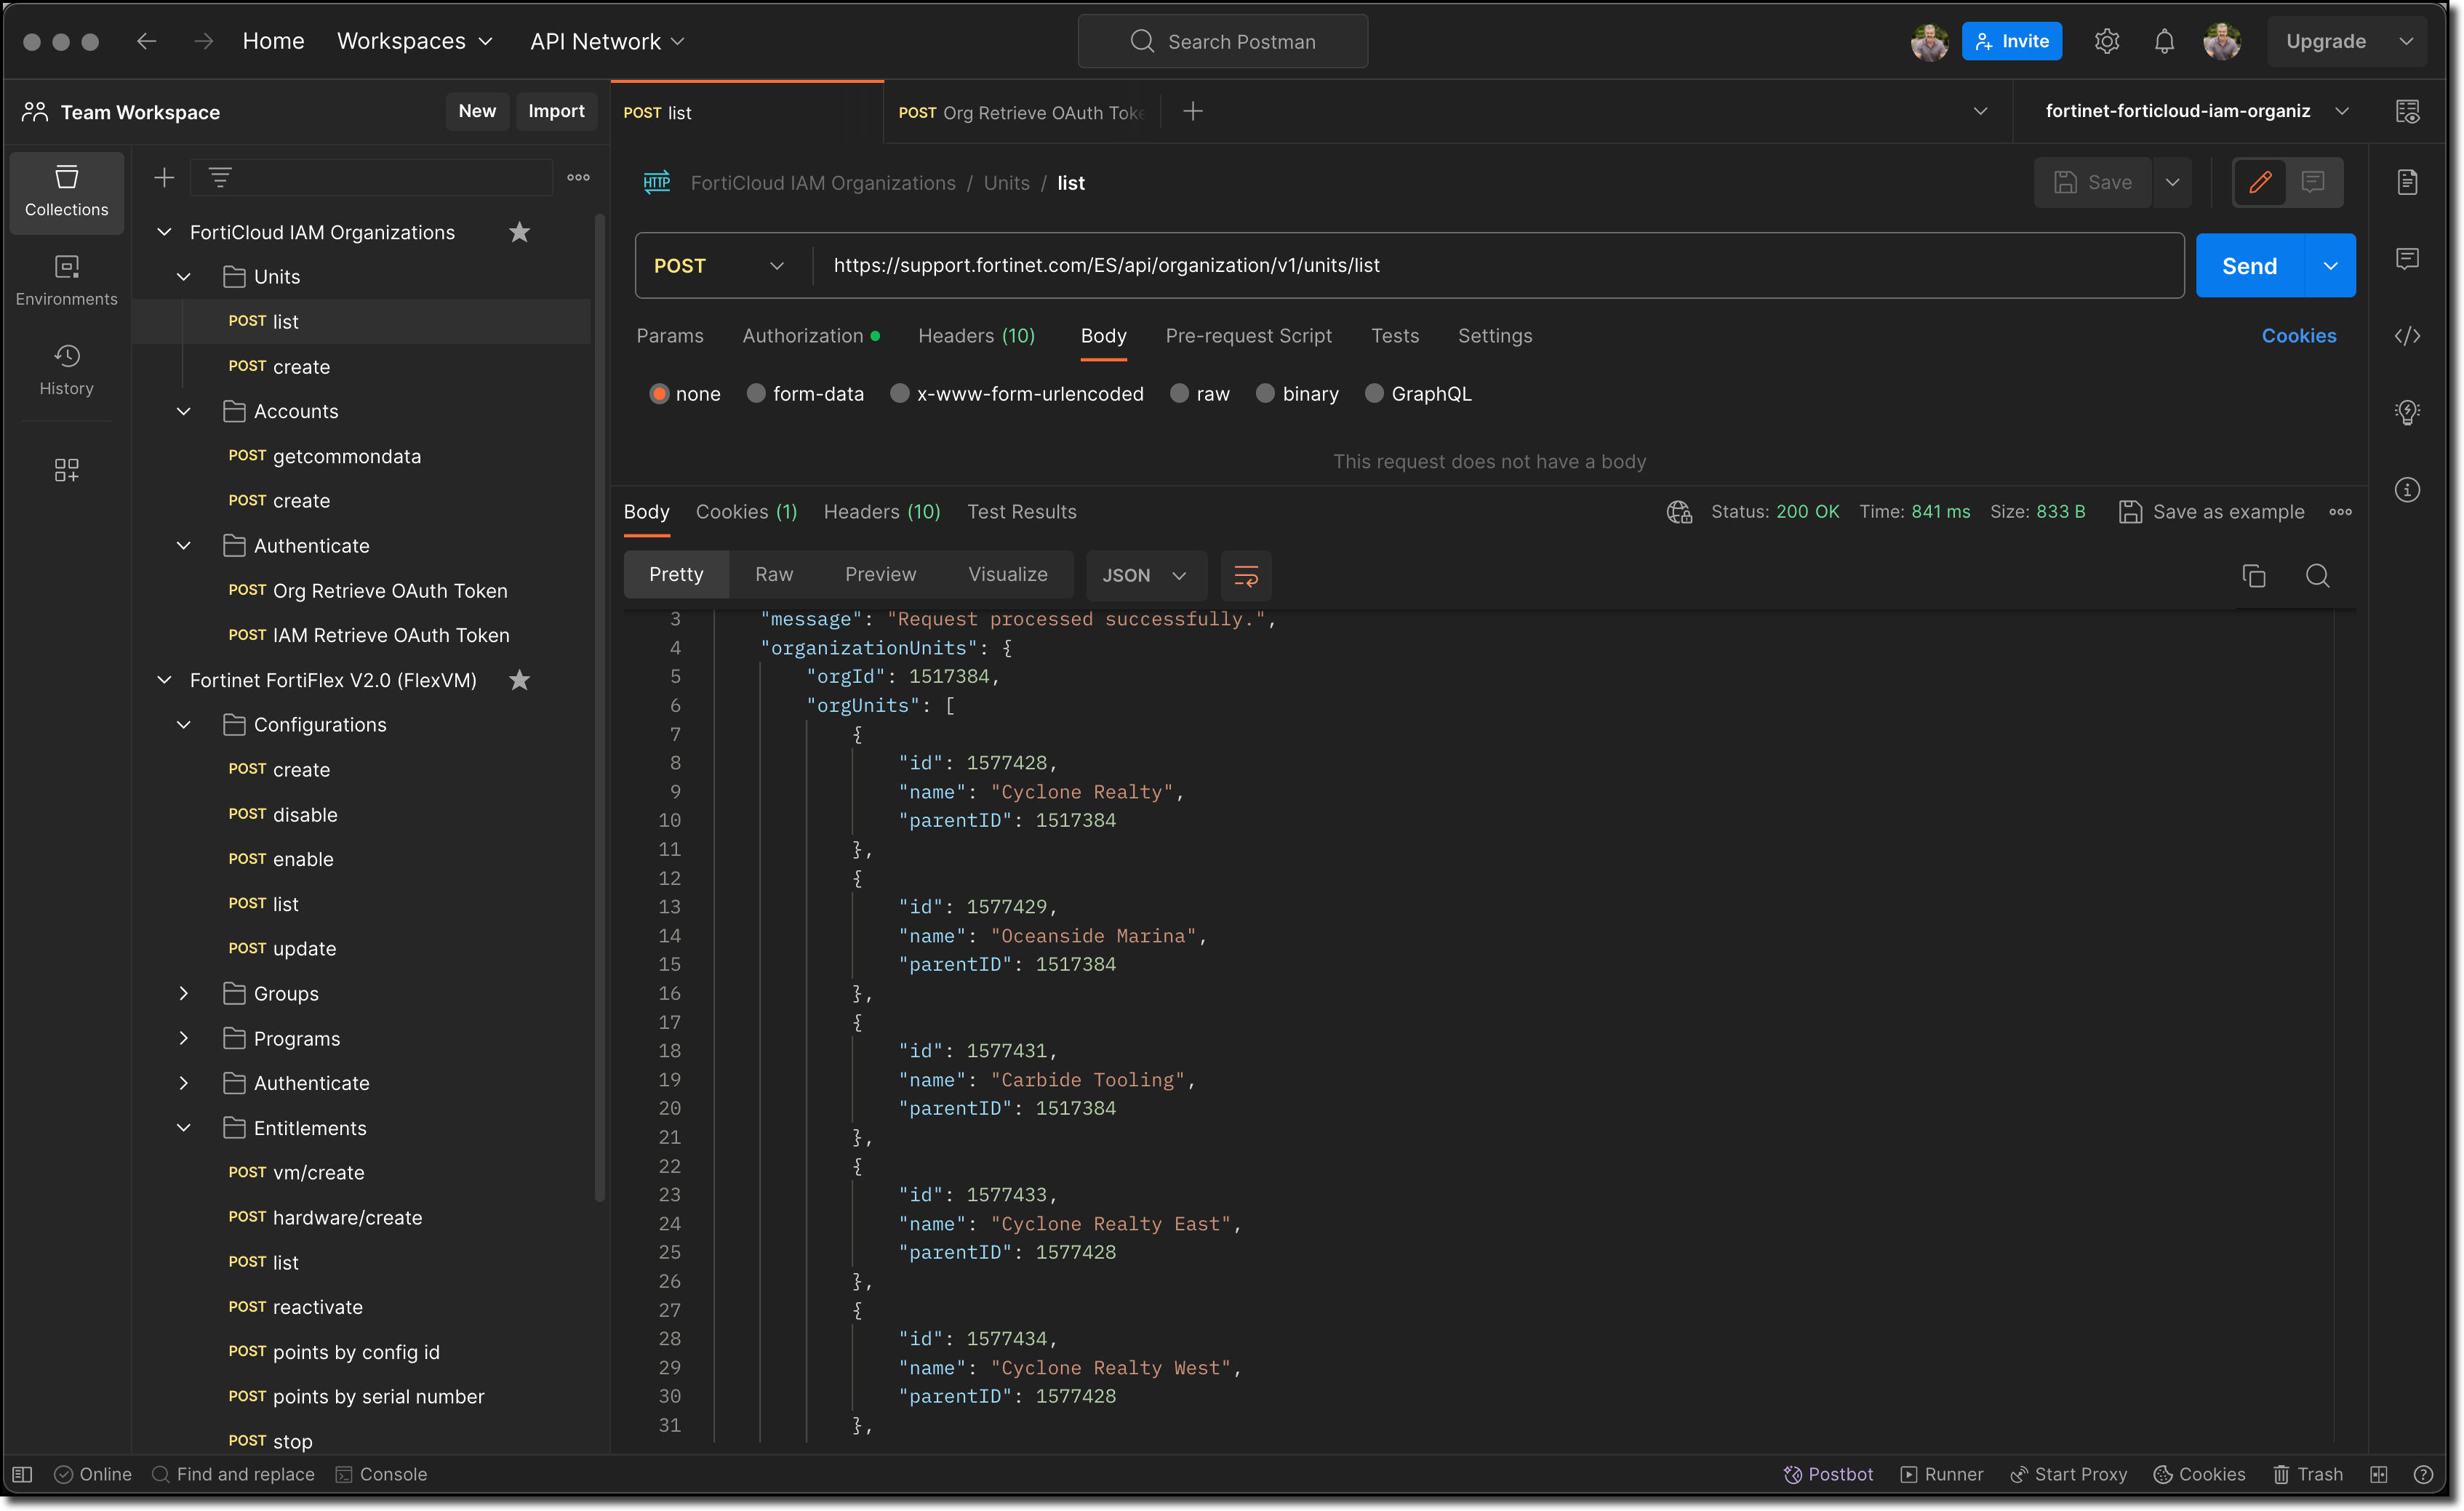 Home Workspaces API Network Search Postman Invite Upgrade
Team Workspace New Import
POST list POST Org Retrieve OAuth Toke fortinet-forticloud-iam-organiz
Collections
Environments
History
FortiCloud IAM Organizations
Units
POST list
POST create
Accounts
POST getcommondata
POST create
Authenticate
POST Org Retrieve OAuth Token
POST IAM Retrieve OAuth Token
Fortinet FortiFlex V2.0 (FlexVM)
Configurations
POST create
POST disable
POST enable
POST list
POST update
Groups
Programs
Authenticate
Entitlements
POST vm/create
POST hardware/create
POST list
POST reactivate
POST points by config id
POST points by serial number
POST stop
HTTP FortiCloud IAM Organizations / Units / list Save
POST https://support.fortinet.com/ES/api/organization/v1/units/list Send
Params Authorization Headers (10) Body Pre-request Script Tests Settings Cookies
none form-data x-www-form-urlencoded raw binary GraphQL
This request does not have a body
Body Cookies (1) Headers (10) Test Results Status: 200 OK Time: 841 ms Size: 833 B Save as example
Pretty Raw Preview Visualize JSON
3 "message": "Request processed successfully.",
4 "organizationUnits": {
5 "orgId": 1517384,
6 "orgUnits": [
7 {
8 "id": 1577428,
9 "name": "Cyclone Realty",
10 "parentID": 1517384
11 },
12 {
13 "id": 1577429,
14 "name": "Oceanside Marina",
15 "parentID": 1517384
16 },
17 {
18 "id": 1577431,
19 "name": "Carbide Tooling",
20 "parentID": 1517384
21 },
22 {
23 "id": 1577433,
24 "name": "Cyclone Realty East",
25 "parentID": 1577428
26 },
27 {
28 "id": 1577434,
29 "name": "Cyclone Realty West",
30 "parentID": 1577428
31 },
Online Find and replace Console Postbot Runner Start Proxy Cookies Trash